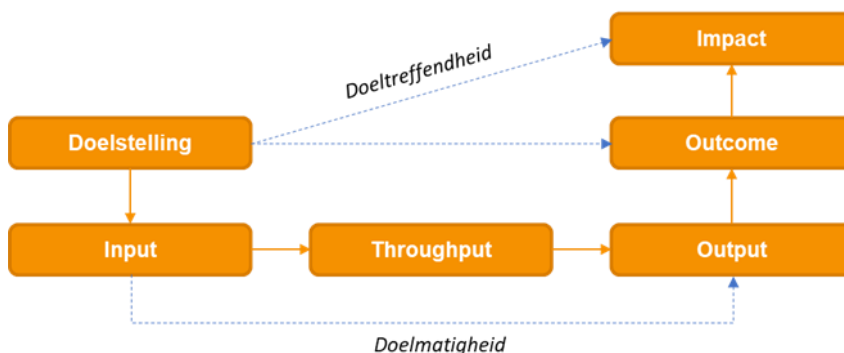 Impact
Doeltreffendheid
Doelstelling
Outcome
Input
Throughput
Output
Doelmatigheid